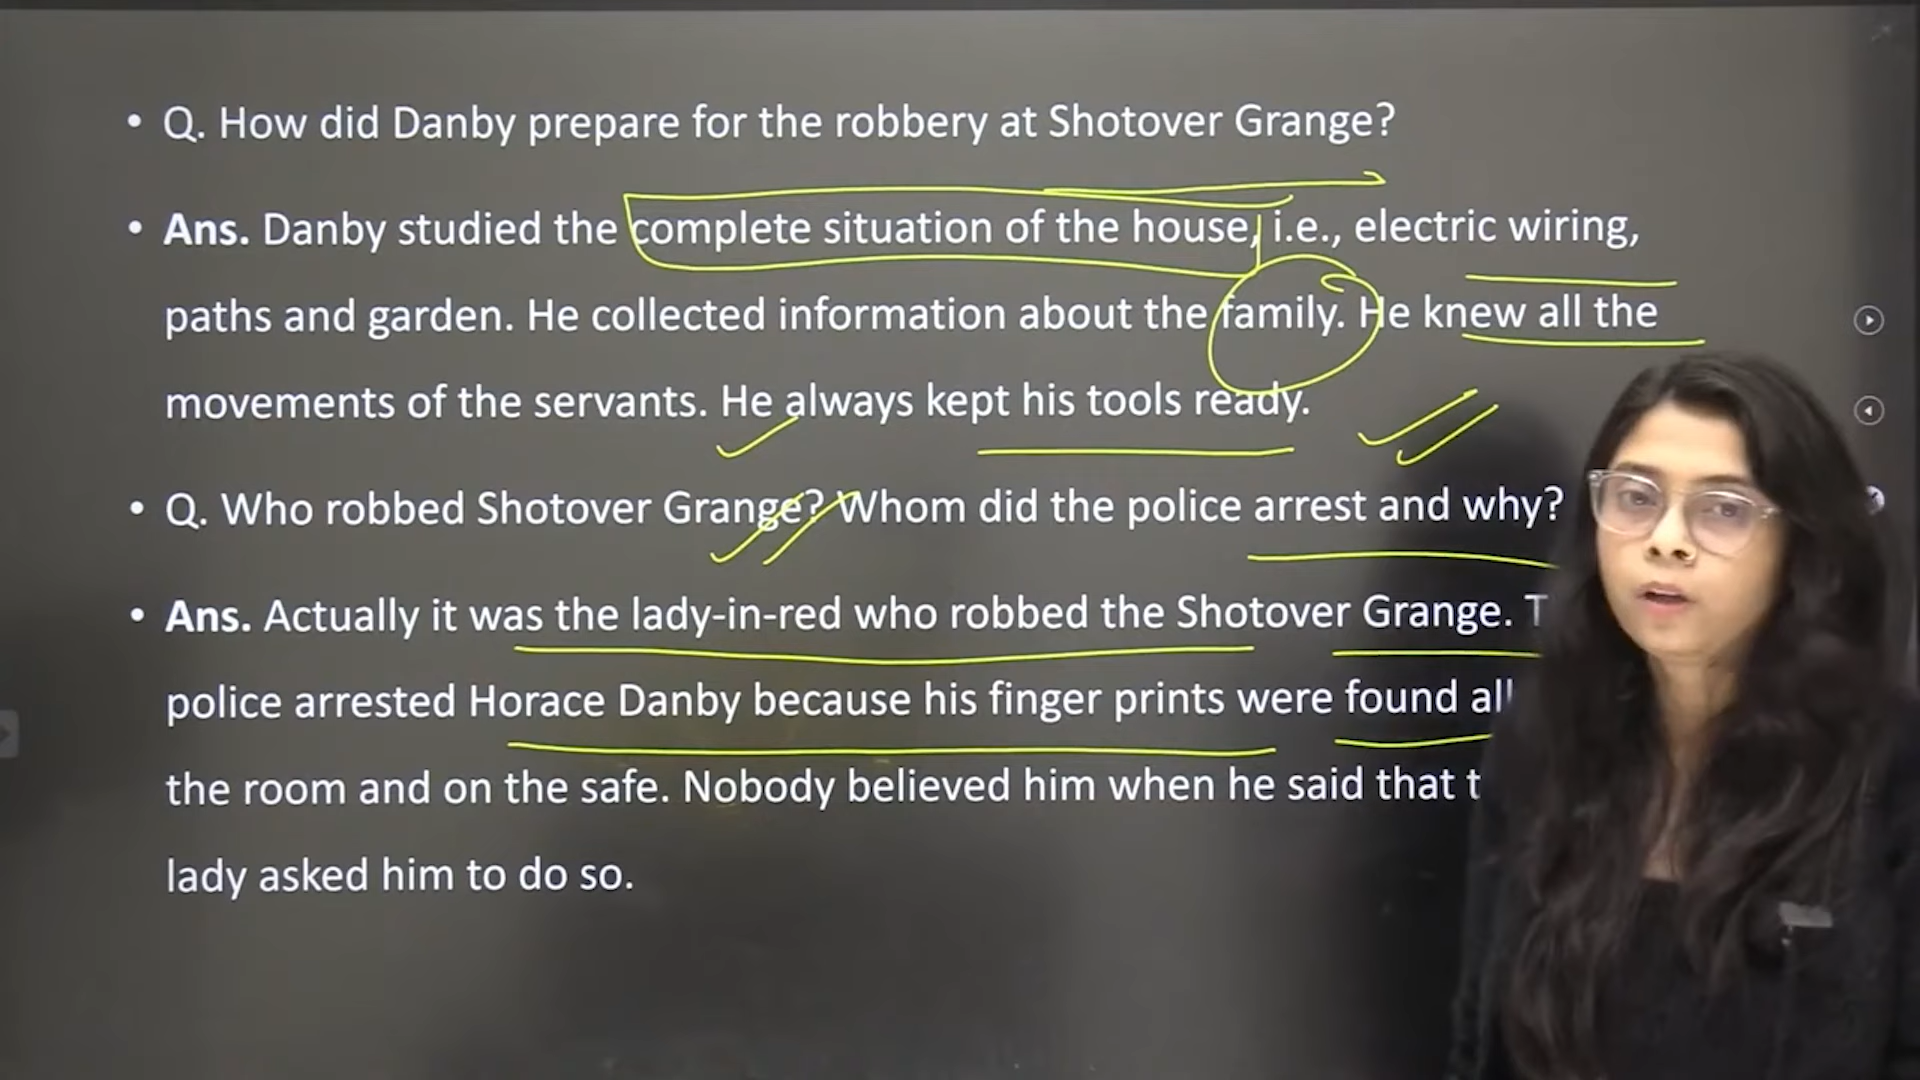 • Q. How did Danby prepare for the robbery at Shotover Grange?
• Ans. Danby studied the complete situation of the house, i.e., electric wiring,
paths and garden. He collected information about the family. He knew all the
movements of the servants. He always kept his tools ready.
• Q. Who robbed Shotover Grange? Whom did the police arrest and why?
• Ans. Actually it was the lady-in-red who robbed the Shotover Grange.
police arrested Horace Danby because his finger prints were found all
the room and on the safe. Nobody believed him when he said that
lady asked him to do so.